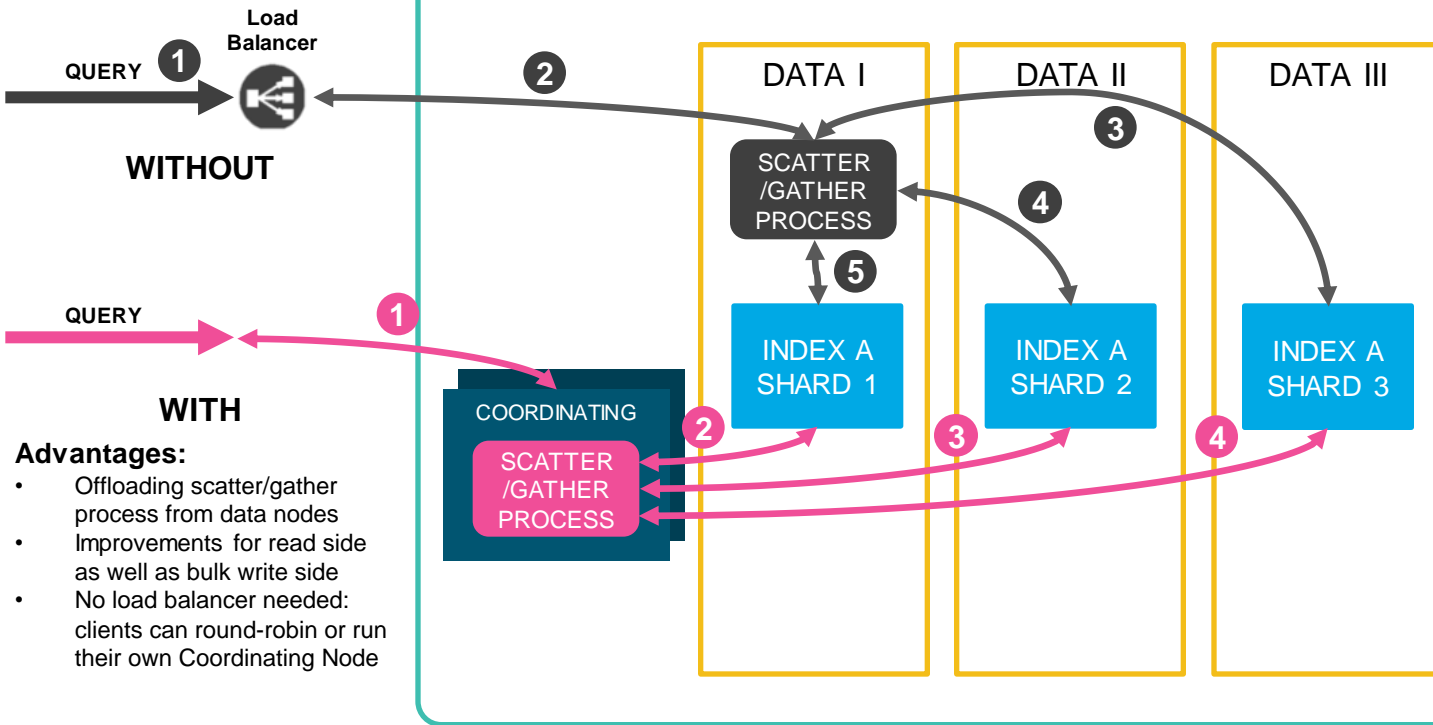 Load
Balancer
QUERY
1
2
WITHOUT
DATA I
DATA II
DATA III
3
SCATTER
/GATHER
PROCESS
4
5
QUERY
1
WITH
INDEX A
SHARD 1
INDEX A
SHARD 2
INDEX A
SHARD 3
COORDINATING
SCATTER
/GATHER
PROCESS
2
3
4
Advantages:
• Offloading scatter/gather
process from data nodes
• Improvements for read side
as well as bulk write side
• No load balancer needed:
clients can round-robin or run
their own Coordinating Node